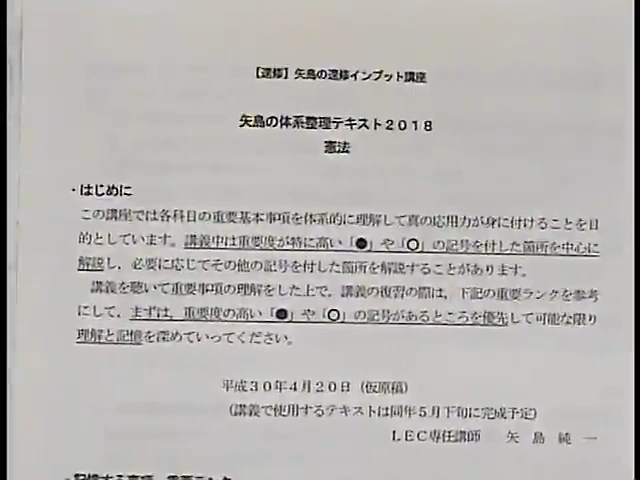 【速修】矢島の速修インプット講座
矢島の体系整理テキスト2018
憲法
・はじめに
この講座では各科目の重要基本事項を体系的に理解して真の応用力が身に付けることを目
的としています。講義中は重要度が特に高い「●」や「○」の記号を付した箇所を中心に
解説し、必要に応じてその他の記号を付した箇所を解説することがあります。
講義を聴いて重要事項の理解をした上で、講義の復習の際は、下記の重要ランクを参考
にして、まずは、重要度の高い「●」や「○」の記号があるところを優先して可能な限り
理解と記憶を深めていってください。
平成30年4月20日（仮原稿）
（講義で使用するテキストは同年5月下旬に完成予定）
LEC専任講師　矢島純一